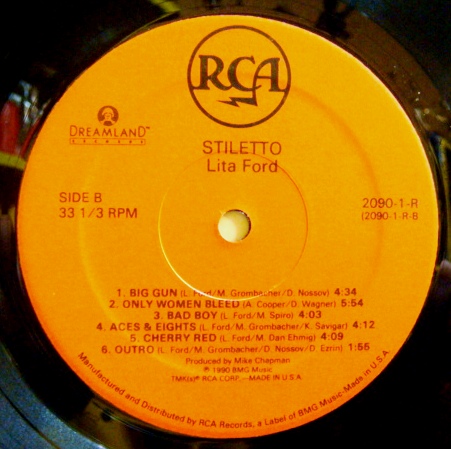 RCA
DREAMLAND™
RECORDS
STILETTO
Lita Ford
SIDE B
33 1/3 RPM
2090-1-R
(2090-1-R-B
1. BIG GUN (L. Ford/M. Grombacher/D. Nossov) 4:34
2. ONLY WOMEN BLEED (A. Cooper/D. Wagner) 5:54
3. BAD BOY (L. Ford/M. Spiro) 4:03
4. ACES & EIGHTS (L. Ford/M. Grombacher/K. Savigar) 4:12
5. CHERRY RED (L. Ford/M. Dan Ehmig) 4:09
6. OUTRO (L. Ford/M. Grombacher/D. Nossov/D. Ezrin) 1:55
Produced by Mike Chapman
℗ 1990 BMG Music
TMK(s)® RCA CORP.—MADE IN U.S.A.
Manufactured and Distributed by RCA Records, a Label of BMG Music-Made in U.S.A.